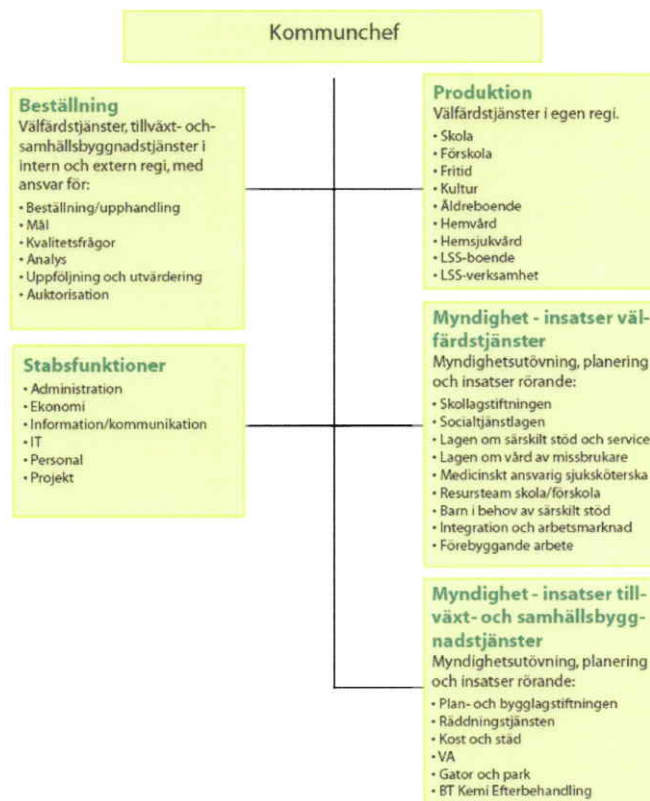 Kommunchef
Beställning
Välfärdstjänster, tillväxt- och-
samhällsbyggnadstjänster i
intern och extern regi, med
ansvar för:
• Beställning/upphandling
• Mål
• Kvalitetsfrågor
• Analys
• Uppföljning och utvärdering
• Auktorisation
Stabsfunktioner
• Administration
• Ekonomi
• Information/kommunikation
• IT
• Personal
• Projekt
Produktion
Välfärdstjänster i egen regi.
• Skola
• Förskola
• Fritid
• Kultur
• Äldreboende
• Hemvård
• Hemsjukvård
• LSS-boende
• LSS-verksamhet
Myndighet - insatser väl-
färdstjänster
Myndighetsutövning, planering
och insatser rörande:
• Skollagstiftningen
• Socialtjänstlagen
• Lagen om särskilt stöd och service
• Lagen om vård av missbrukare
• Medicinskt ansvarig sjuksköterska
• Resursteam skola/förskola
• Barn i behov av särskilt stöd
• Integration och arbetsmarknad
• Förebyggande arbete
Myndighet - insatser till-
växt- och samhällsbygg-
nadstjänster
Myndighetsutövning, planering
och insatser rörande:
• Plan- och bygglagstiftningen
• Räddningstjänsten
• Kost och städ
• VA
• Gator och park
• BT Kemi Efterbehandling